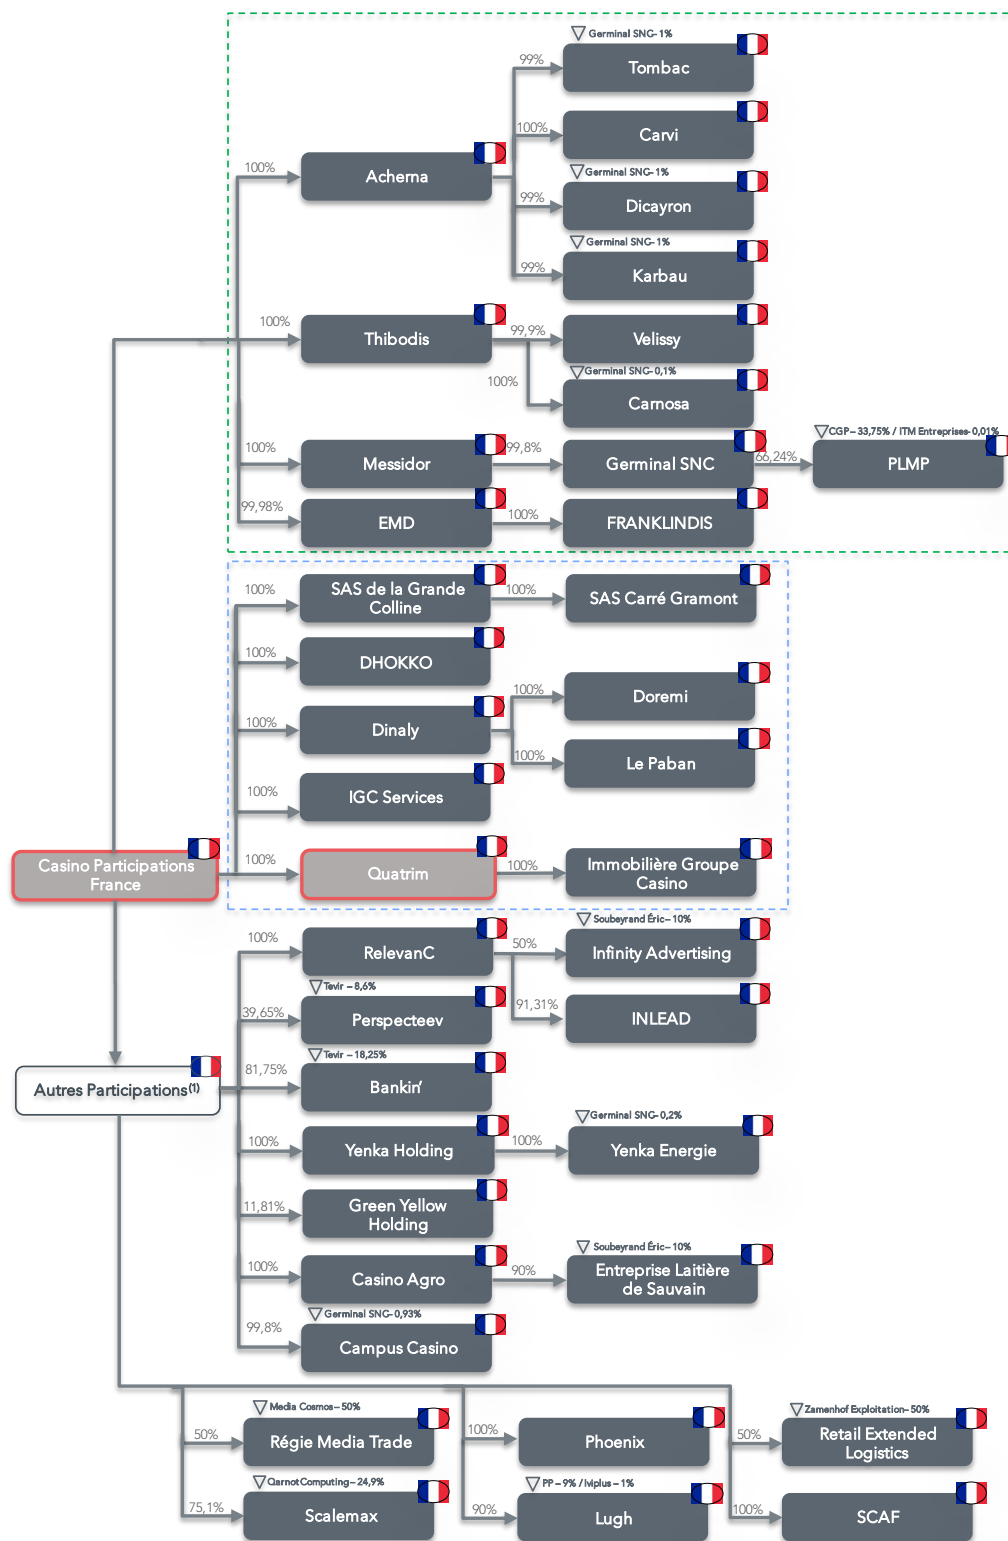 Germinal SNC- 1%
99%
Tombac
100%
Carvi
100%
Acherna
Germinal SNC- 1%
99%
Dicayron
Germinal SNC- 1%
99%
Karbau
100%
Thibodis
99,9%
Velissy
Germinal SNC- 0,1%
100%
Carnosa
100%
Messidor
99,8%
Germinal SNC
66,24%
CGP – 33,75% / ITM Entreprises- 0,01%
PLMP
99,98%
EMD
100%
FRANKLINDIS
100%
SAS de la Grande
Colline
100%
SAS Carré Gramont
100%
DHOKKO
100%
Dinaly
100%
Doremi
100%
Le Paban
100%
IGC Services
Casino Participations
France
100%
Quatrim
100%
Immobilière Groupe
Casino
100%
RelevanC
50%
Soubeyrand Éric – 10%
Infinity Advertising
91,31%
INLEAD
Tevir – 8,6%
39,65%
Perspecteev
Autres Participations(1)
Tevir – 18,25%
81,75%
Bankin'
100%
Yenka Holding
100%
Germinal SNC- 0,2%
Yenka Energie
11,81%
Green Yellow
Holding
100%
Casino Agro
90%
Soubeyrand Éric – 10%
Entreprise Laitière
de Sauvain
Germinal SNC- 0,93%
99,8%
Campus Casino
Media Cosmos – 50%
50%
Régie Media Trade
100%
Phoenix
Zamenhof Exploitation – 50%
50%
Retail Extended
Logistics
Qarnot Computing – 24,9%
75,1%
Scalemax
PP – 9% / Iviplus – 1%
90%
Lugh
100%
SCAF